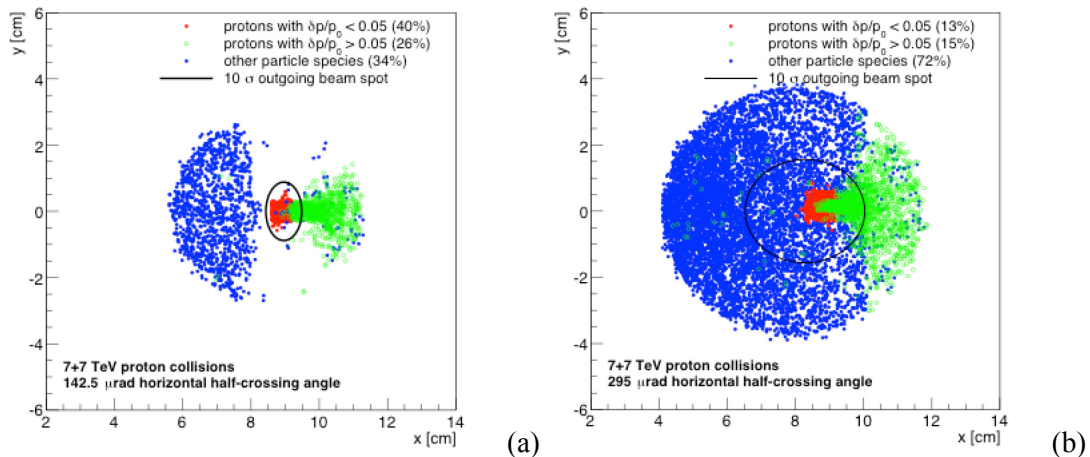 y [cm]
6
4
2
0
-2
-4
-6
protons with δp/p₀ < 0.05 (40%)
protons with δp/p₀ > 0.05 (26%)
other particle species (34%)
10 σ outgoing beam spot
7+7 TeV proton collisions
142.5 μrad horizontal half-crossing angle
2 4 6 8 10 12 14
x [cm]
(a)
y [cm]
6
4
2
0
-2
-4
-6
protons with δp/p₀ < 0.05 (13%)
protons with δp/p₀ > 0.05 (15%)
other particle species (72%)
10 σ outgoing beam spot
7+7 TeV proton collisions
295 μrad horizontal half-crossing angle
2 4 6 8 10 12 14
x [cm]
(b)